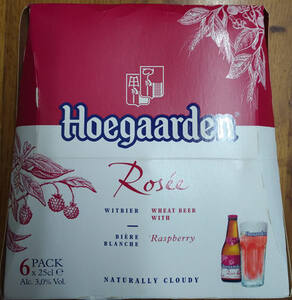 Hoegaarden
Rosée
WITBIER WHEAT BEER
WITH
BIÈRE
BLANCHE Raspberry
6 PACK
x 25cl e
Alc. 3.0% Vol.
NATURALLY CLOUDY